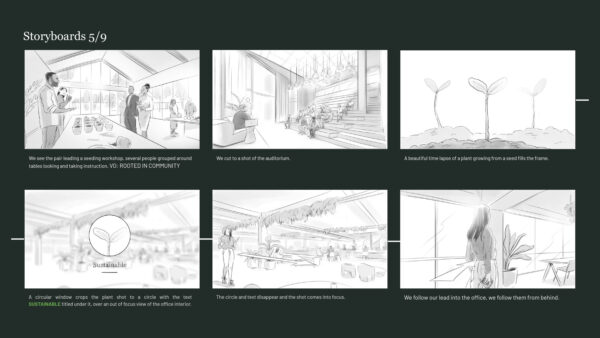 Storyboards 5/9
We see the pair leading a seeding workshop, several people grouped around
tables looking and taking instruction. VO: ROOTED IN COMMUNITY
We cut to a shot of the auditorium.
A beautiful time lapse of a plant growing from a seed fills the frame.
Sustainable
A circular window crops the plant shot to a circle with the text
SUSTAINABLE titled under it, over an out of focus view of the office interior.
The circle and text disappear and the shot comes into focus.
We follow our lead into the office, we follow them from behind.